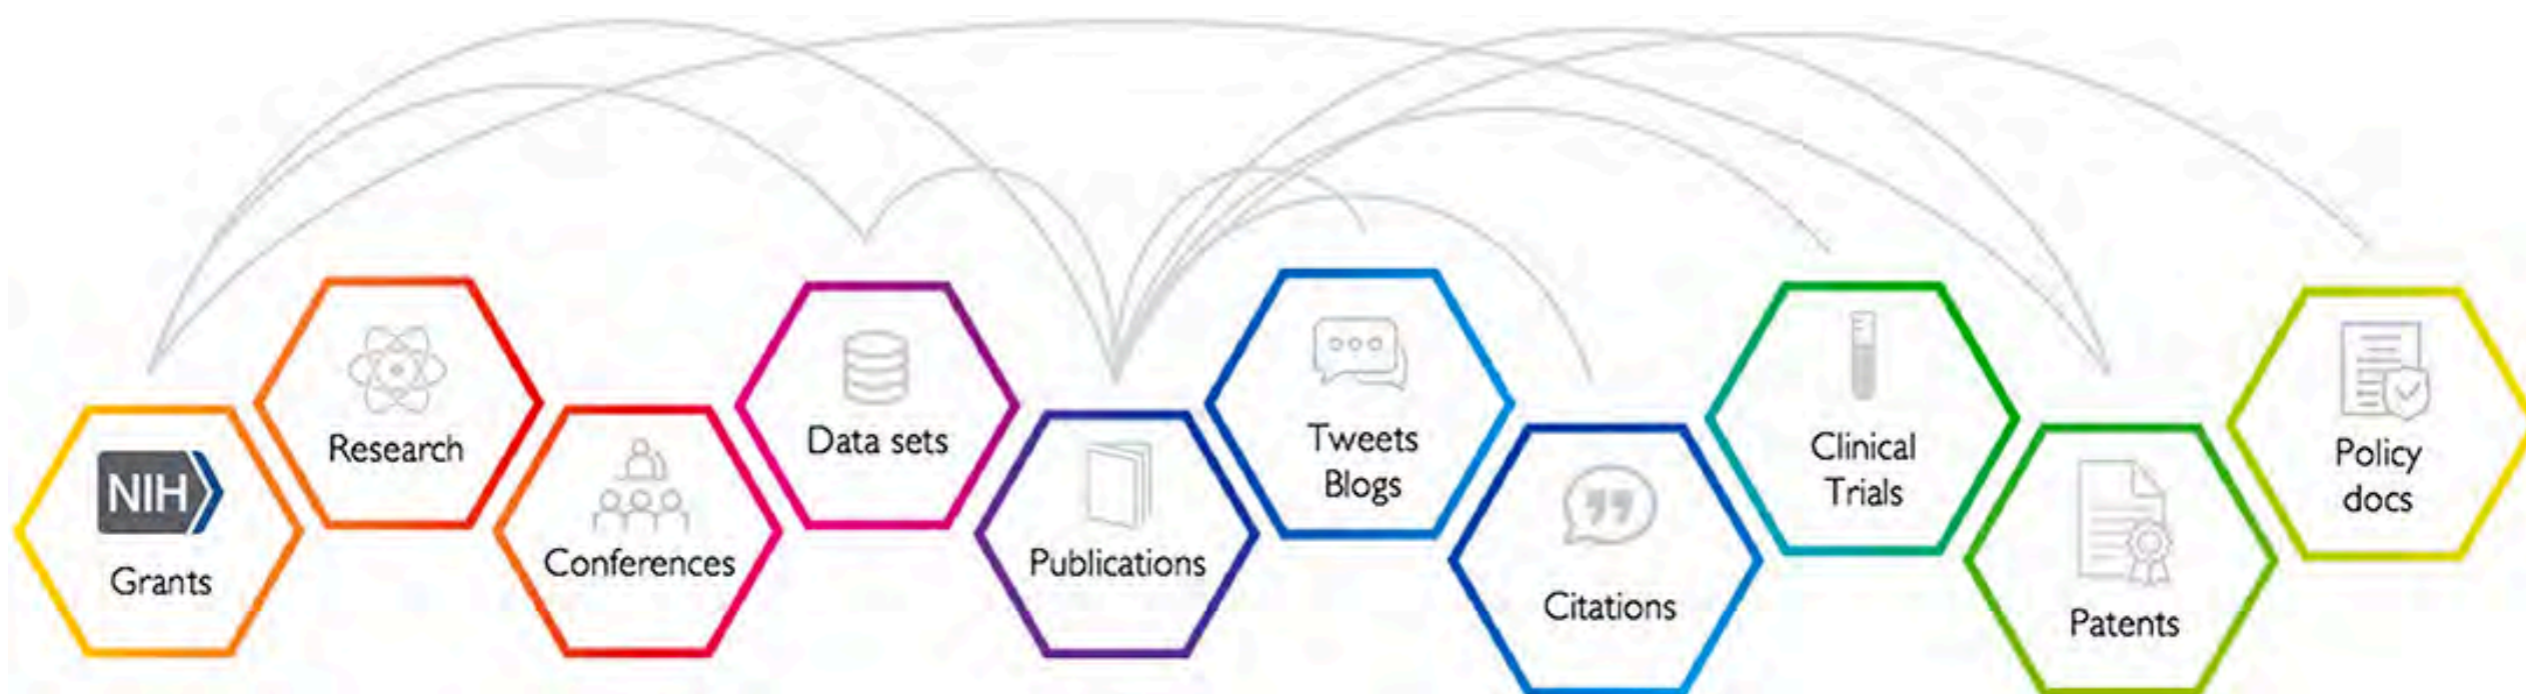 NIH
Grants
Research
Conferences
Data sets
Publications
Tweets
Blogs
Citations
Clinical
Trials
Patents
Policy
docs